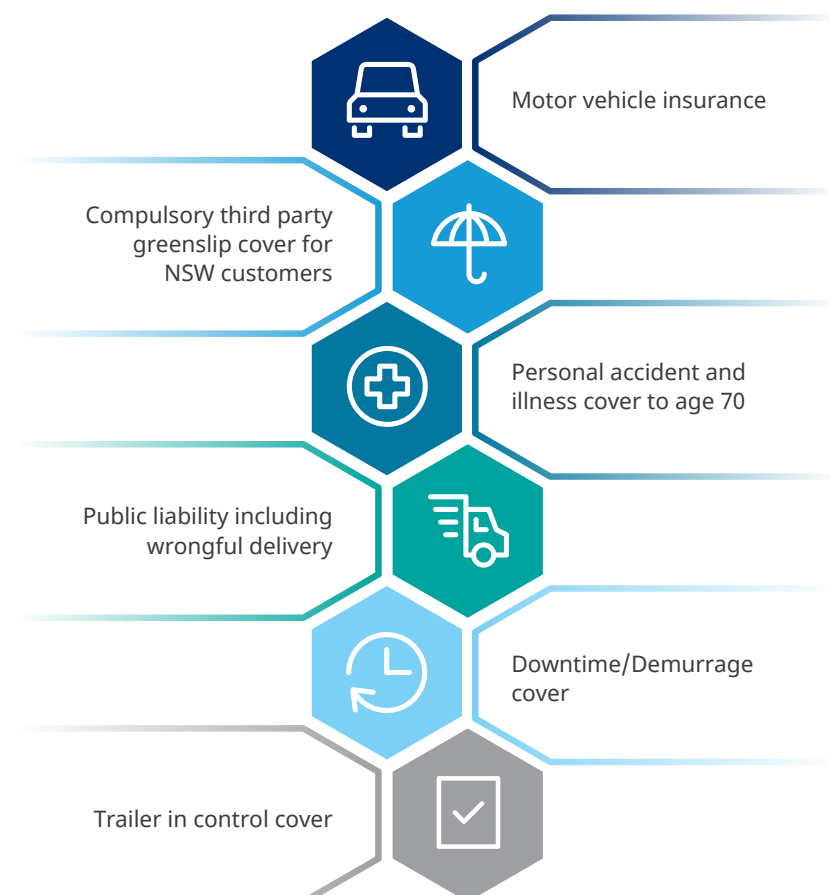 Motor vehicle insurance
Compulsory third party
greenslip cover for
NSW customers
Personal accident and
illness cover to age 70
Public liability including
wrongful delivery
Downtime/Demurrage
cover
Trailer in control cover